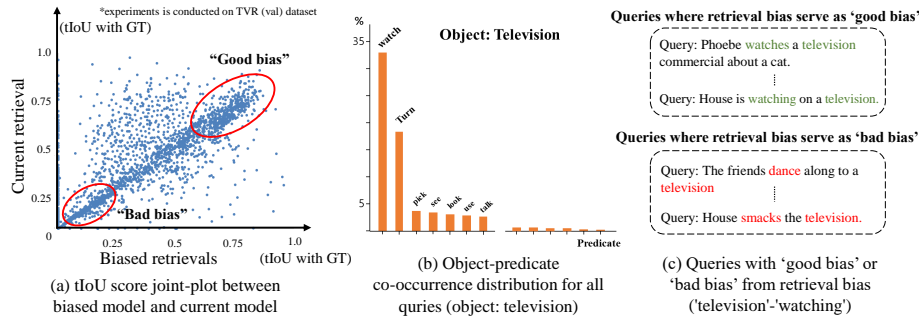 *experiments is conducted on TVR (val) dataset
(tIoU with GT)
1.0
0.75
0.5
0.25
0
Current retrieval
“Good bias”
“Bad bias”
0.25
0.5
0.75
1.0
Biased retrievals
(tIoU with GT)
(a) tIoU score joint-plot between
biased model and current model
%
35
5
Object: Television
watch
Turn
pick
see
look
use
talk
Predicate
(b) Object-predicate
co-occurrence distribution for all
quries (object: television)
Queries where retrieval bias serve as ‘good bias’
Query: Phoebe watches a television
commercial about a cat.
Query: House is watching on a television.
Queries where retrieval bias serve as ‘bad bias’
Query: The friends dance along to a
television
Query: House smacks the television.
(c) Queries with ‘good bias’ or
‘bad bias’ from retrieval bias
('television'-'watching')